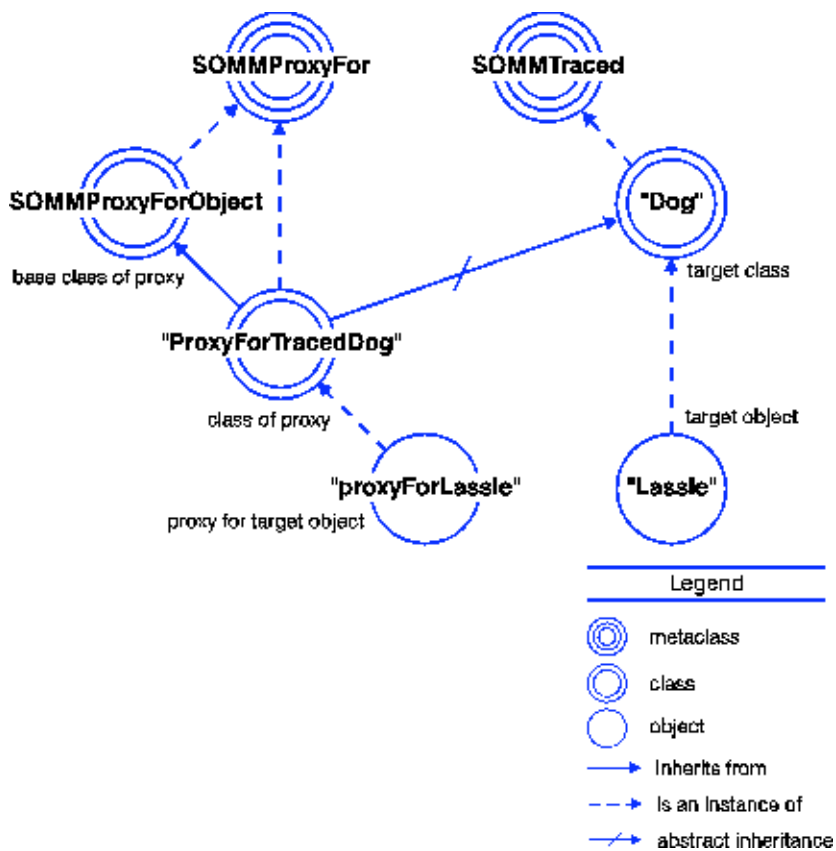 SOMMProxyFor
SOMMTraced
SOMMProxyForObject
"Dog"
base class of proxy
target class
"ProxyForTracedDog"
class of proxy
target object
"proxyForLassie"
"Lassie"
proxy for target object
Legend
metaclass
class
object
Inherits from
Is an Instance of
abstract inheritance